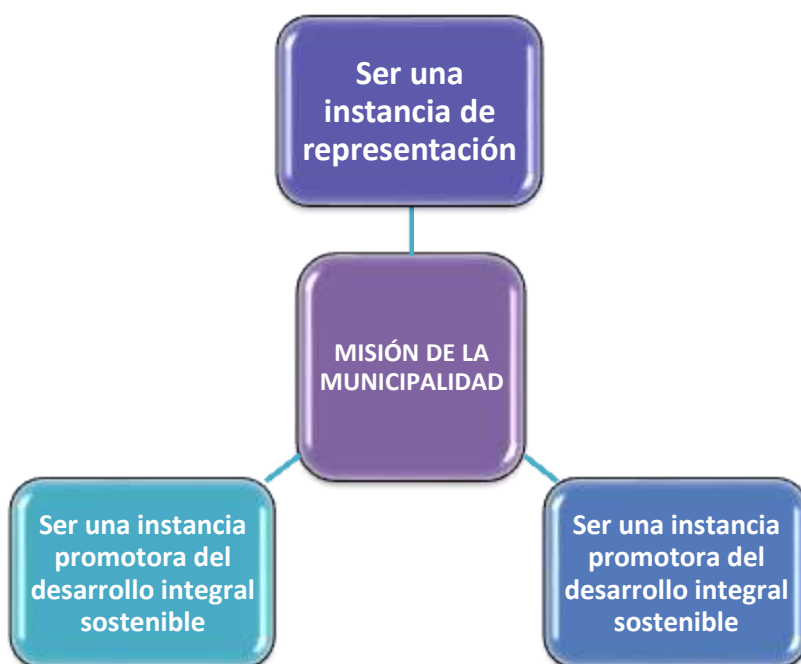 Ser una
instancia de
representación
MISIÓN DE LA
MUNICIPALIDAD
Ser una instancia
promotora del
desarrollo integral
sostenible
Ser una instancia
promotora del
desarrollo integral
sostenible